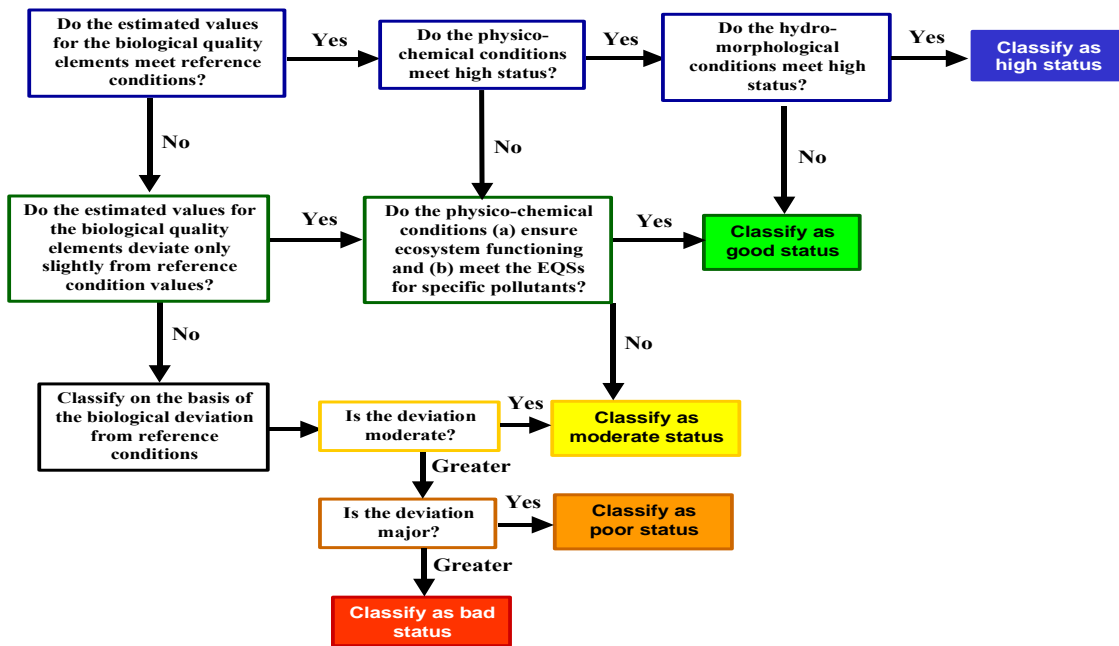 Do the estimated values
for the biological quality
elements meet reference
conditions?
Yes
Do the physico-
chemical conditions
meet high status?
Yes
Do the hydro-
morphological
conditions meet high
status?
Yes
Classify as
high status
No
No
No
Do the estimated values for
the biological quality
elements deviate only
slightly from reference
condition values?
Yes
Do the physico-chemical
conditions (a) ensure
ecosystem functioning
and (b) meet the EQSs
for specific pollutants?
Yes
Classify as
good status
No
No
Classify on the basis of
the biological deviation
from reference
conditions
Is the deviation
moderate?
Yes
Classify as
moderate status
Greater
Is the deviation
major?
Yes
Classify as
poor status
Greater
Classify as bad
status